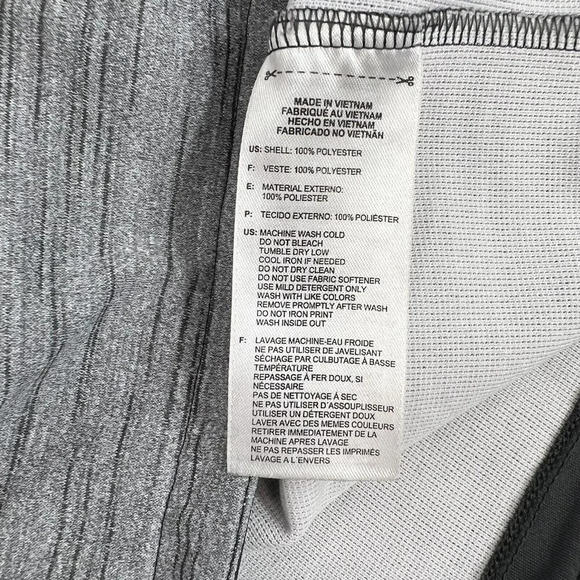 MADE IN VIETNAM
FABRIQUÉ AU VIETNAM
HECHO EN VIETNAM
FABRICADO NO VIETNÃ
US: SHELL: 100% POLYESTER
F: VESTE: 100% POLYESTER
E: MATERIAL EXTERNO:
100% POLYESTER
P: TECIDO EXTERNO: 100% POLIÉSTER
US: MACHINE WASH COLD
DO NOT BLEACH
TUMBLE DRY LOW
COOL IRON IF NEEDED
DO NOT DRY CLEAN
DO NOT USE FABRIC SOFTENER
USE MILD DETERGENT ONLY
WASH WITH LIKE COLORS
REMOVE PROMPTLY AFTER WASH
DO NOT IRON PRINT
WASH INSIDE OUT
F: LAVAGE MACHINE-EAU FROIDE
NE PAS UTILISER DE JAVELISANT
SÉCHAGE PAR CULBUTAGE À BASSE
TEMPÉRATURE
REPASSAGE À FER DOUX, SI
NÉCESSAIRE
PAS DE NETTOYAGE À SEC
NE PAS UTILISER D'ASSOUPLISSEUR
UTILISER UN DÉTERGENT DOUX
LAVER AVEC DES MEMES COULEURS
RETIRER IMMEDIATEMENT DE LA
MACHINE APRES LAVAGE
NE PAS REPASSER LES IMPRIMÉS
LAVAGE A L´ENVERS